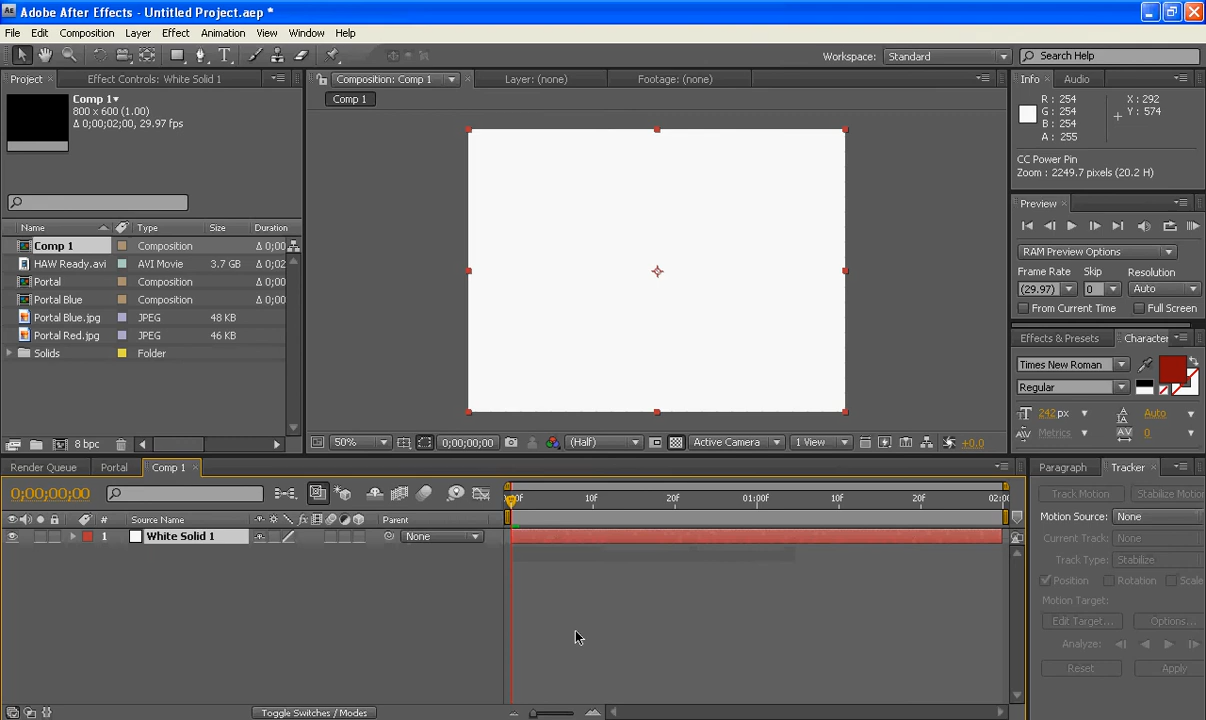 Adobe After Effects - Untitled Project.aep *
File Edit Composition Layer Effect Animation View Window Help
Workspace: Standard Search Help
Project Effect Controls: White Solid 1 Composition: Comp 1 Layer: (none) Footage: (none) Info Audio
Comp 1
Comp 1
800 x 600 (1.00)
Δ 0;00;02;00, 29.97 fps
R : 254
G : 254
B : 254
A : 255
X : 292
Y : 574
CC Power Pin
Zoom : 2249.7 pixels (20.2 H)
Preview
RAM Preview Options
Frame Rate Skip Resolution
(29.97) 0 Auto
From Current Time Full Screen
Name Type Size Duration
Comp 1 Composition Δ 0;00
HAW Ready.avi AVI Movie 3.7 GB Δ 0;02
Portal Composition Δ 0;00
Portal Blue Composition Δ 0;00
Portal Blue.jpg JPEG 48 KB
Portal Red.jpg JPEG 46 KB
Solids Folder
Effects & Presets Character
Times New Roman
Regular
242 px Auto
Metrics 0
8 bpc
50% 0;00;00;00 (Half) Active Camera 1 View +0.0
Render Queue Portal Comp 1
0;00;00;00
# Source Name Parent
1 White Solid 1 None
10f 20f 01:00f 10f 20f 02:00
Toggle Switches / Modes
Paragraph Tracker
Track Motion Stabilize Motio
Motion Source: None
Current Track: None
Track Type: Stabilize
Position Rotation Scale
Motion Target:
Edit Target... Options...
Analyze:
Reset Apply